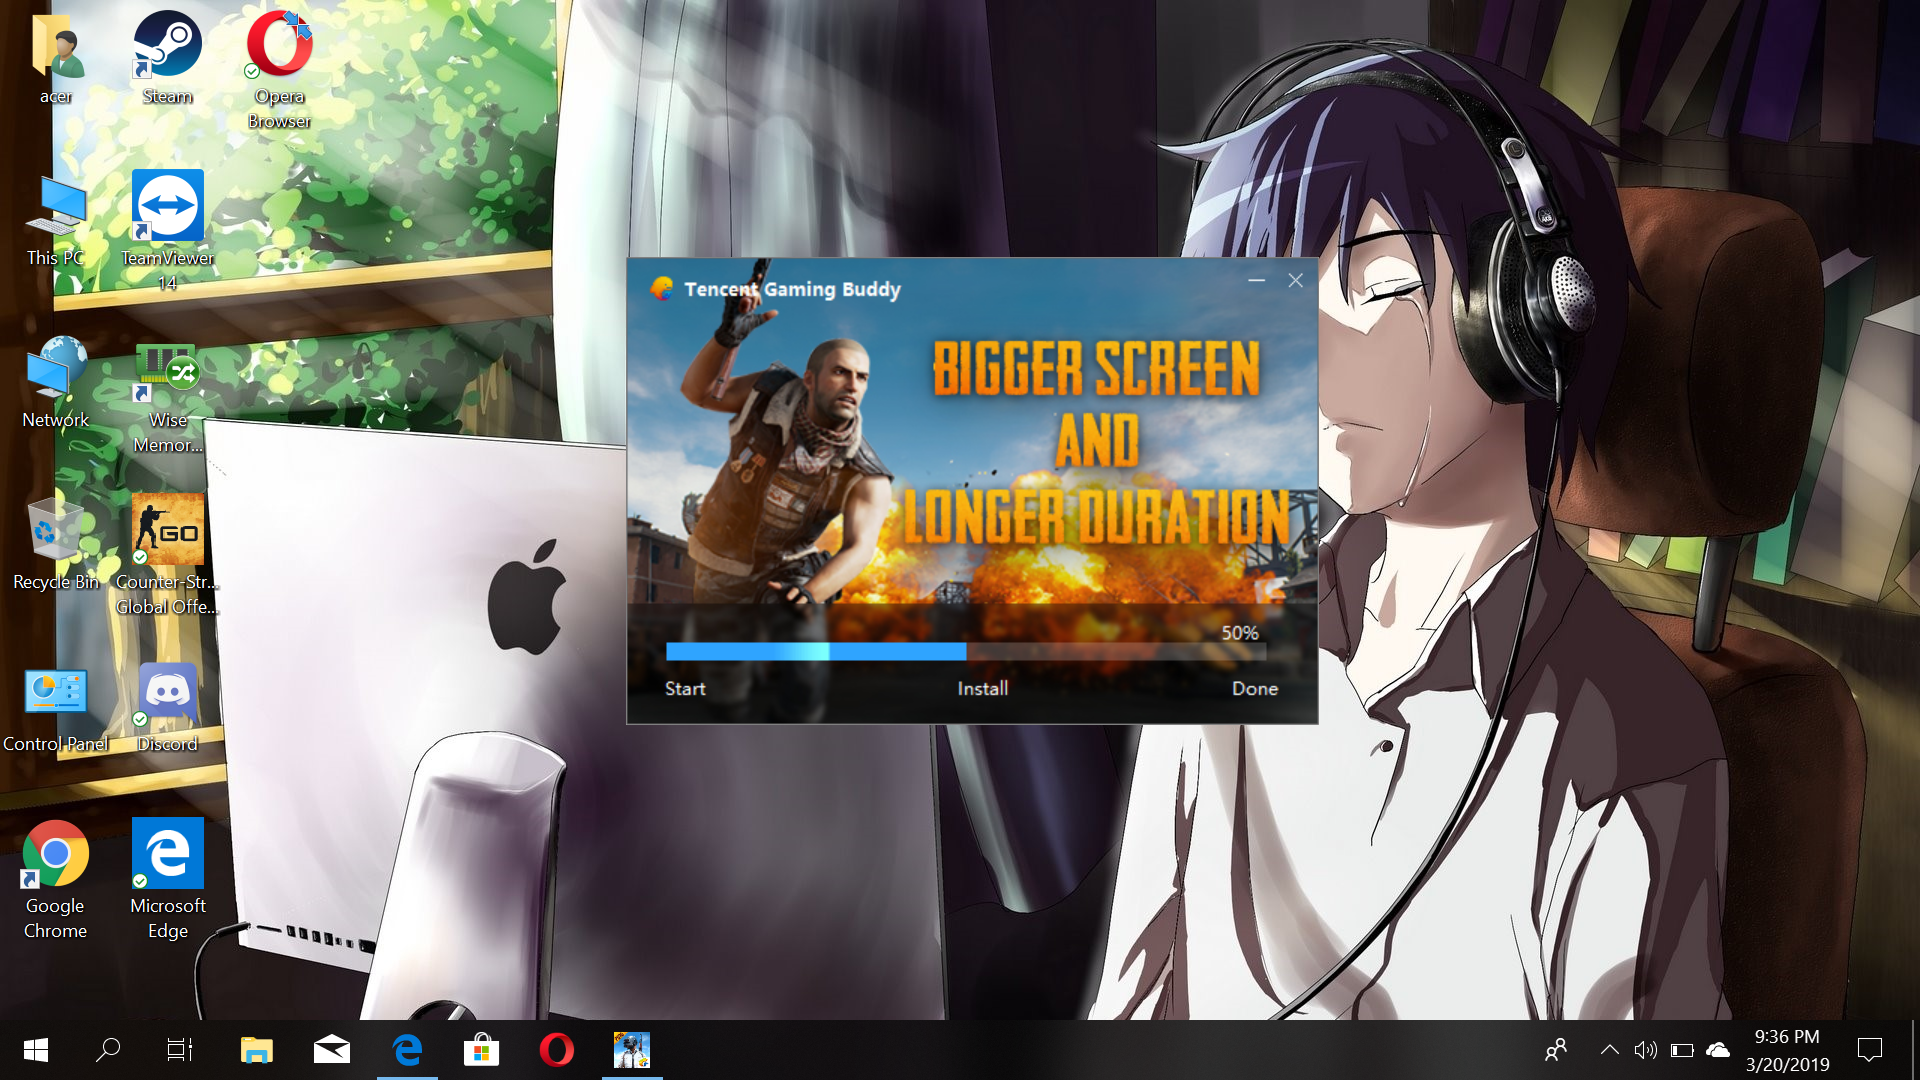 acer
Steam
Opera
Browser
This PC
TeamViewer
14
Network
Wise
Memor...
Recycle Bin
GO
Counter-Str...
Global Offe...
Control Panel
Discord
Google
Chrome
Microsoft
Edge
Tencent Gaming Buddy
BIGGER SCREEN
AND
LONGER DURATION
50%
Start
Install
Done
L
AKG
9:36 PM
3/20/2019